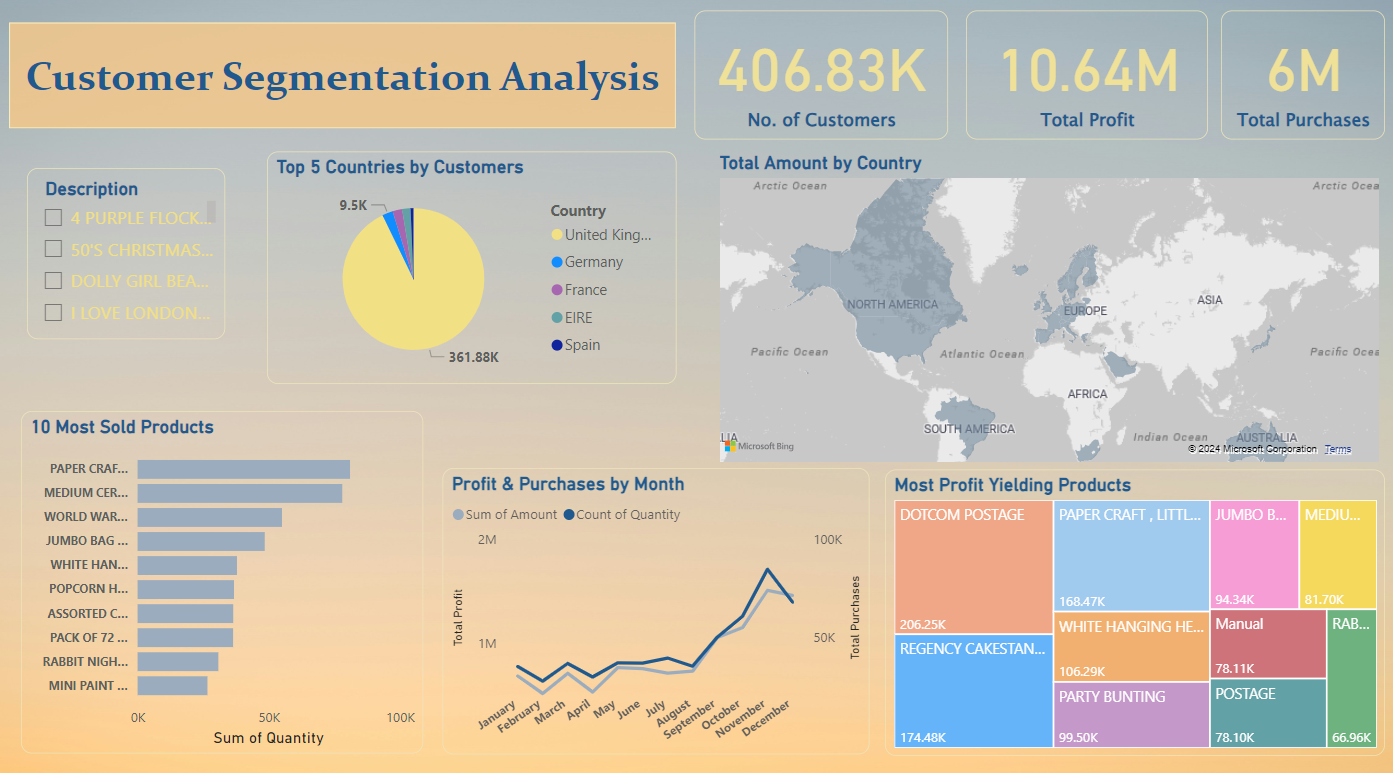 Customer Segmentation Analysis
406.83K
No. of Customers
10.64M
Total Profit
6M
Total Purchases
Description
4 PURPLE FLOCK...
50'S CHRISTMAS...
DOLLY GIRL BEA...
I LOVE LONDON...
Top 5 Countries by Customers
9.5K
361.88K
Country
United King...
Germany
France
EIRE
Spain
Total Amount by Country
Arctic Ocean
Arctic Ocea
NORTH AMERICA
EUROPE
ASIA
Pacific Ocean
Atlantic Ocean
Pacific Ocea
AFRICA
SOUTH AMERICA
Indian Ocean
AUSTRALIA
LIA
Microsoft Bing
© 2024 Microsoft Corporation Terms
10 Most Sold Products
PAPER CRAF...
MEDIUM CER...
WORLD WAR...
JUMBO BAG ...
WHITE HAN...
POPCORN H...
ASSORTED C...
PACK OF 72 ...
RABBIT NIGH...
MINI PAINT ...
0K 50K 100K
Sum of Quantity
Profit & Purchases by Month
Sum of Amount Count of Quantity
2M
1M
Total Profit
100K
50K
Total Purchases
January
February
March
April
May
June
July
August
September
October
November
December
Most Profit Yielding Products
DOTCOM POSTAGE
206.25K
REGENCY CAKESTAN...
174.48K
PAPER CRAFT , LITTL...
168.47K
WHITE HANGING HE...
106.29K
PARTY BUNTING
99.50K
JUMBO B...
94.34K
MEDIU...
81.70K
Manual
78.11K
POSTAGE
78.10K
RAB...
66.96K